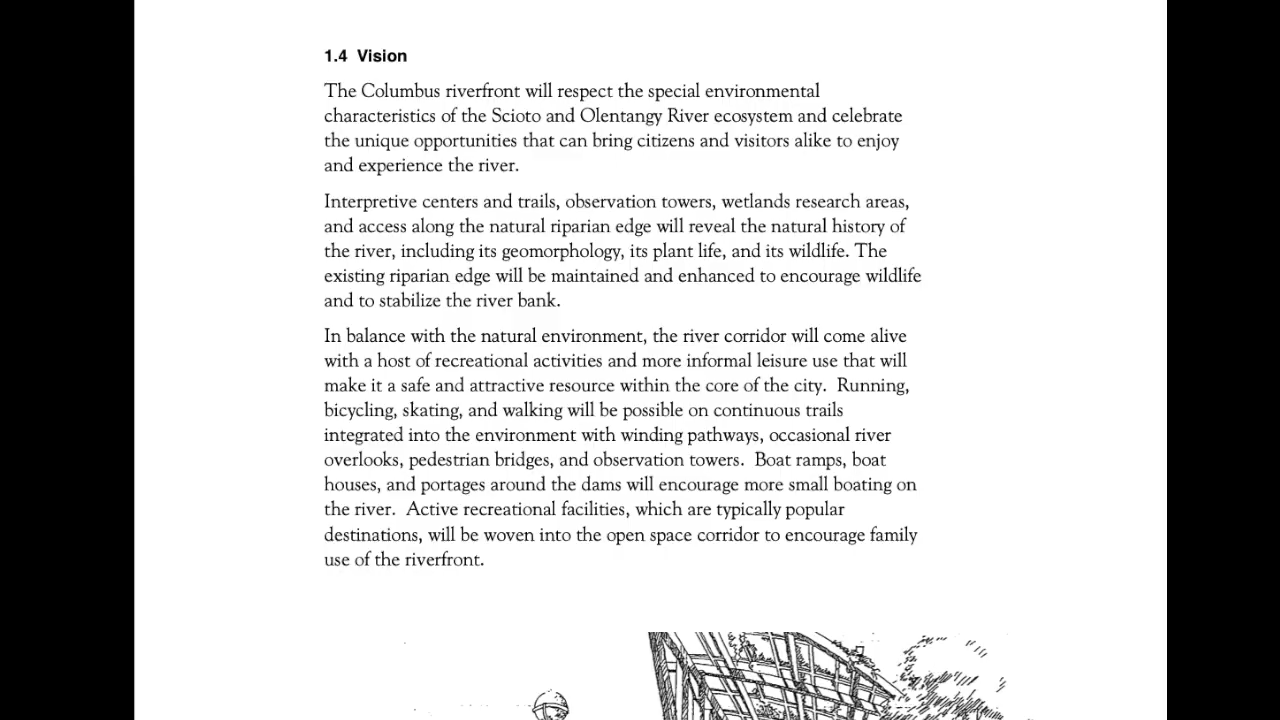 1.4 Vision
The Columbus riverfront will respect the special environmental
characteristics of the Scioto and Olentangy River ecosystem and celebrate
the unique opportunities that can bring citizens and visitors alike to enjoy
and experience the river.
Interpretive centers and trails, observation towers, wetlands research areas,
and access along the natural riparian edge will reveal the natural history of
the river, including its geomorphology, its plant life, and its wildlife. The
existing riparian edge will be maintained and enhanced to encourage wildlife
and to stabilize the river bank.
In balance with the natural environment, the river corridor will come alive
with a host of recreational activities and more informal leisure use that will
make it a safe and attractive resource within the core of the city. Running,
bicycling, skating, and walking will be possible on continuous trails
integrated into the environment with winding pathways, occasional river
overlooks, pedestrian bridges, and observation towers. Boat ramps, boat
houses, and portages around the dams will encourage more small boating on
the river. Active recreational facilities, which are typically popular
destinations, will be woven into the open space corridor to encourage family
use of the riverfront.